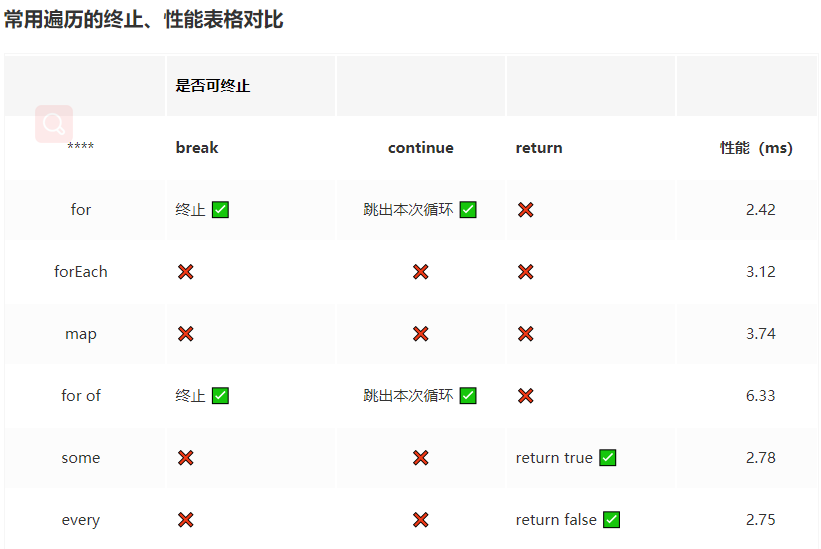 常用遍历的终止、性能表格对比
是否可终止
**** break continue return 性能（ms）
for 终止 ✅ 跳出本次循环 ✅ ❌ 2.42
forEach ❌ ❌ ❌ 3.12
map ❌ ❌ ❌ 3.74
for of 终止 ✅ 跳出本次循环 ✅ ❌ 6.33
some ❌ ❌ return true ✅ 2.78
every ❌ ❌ return false ✅ 2.75